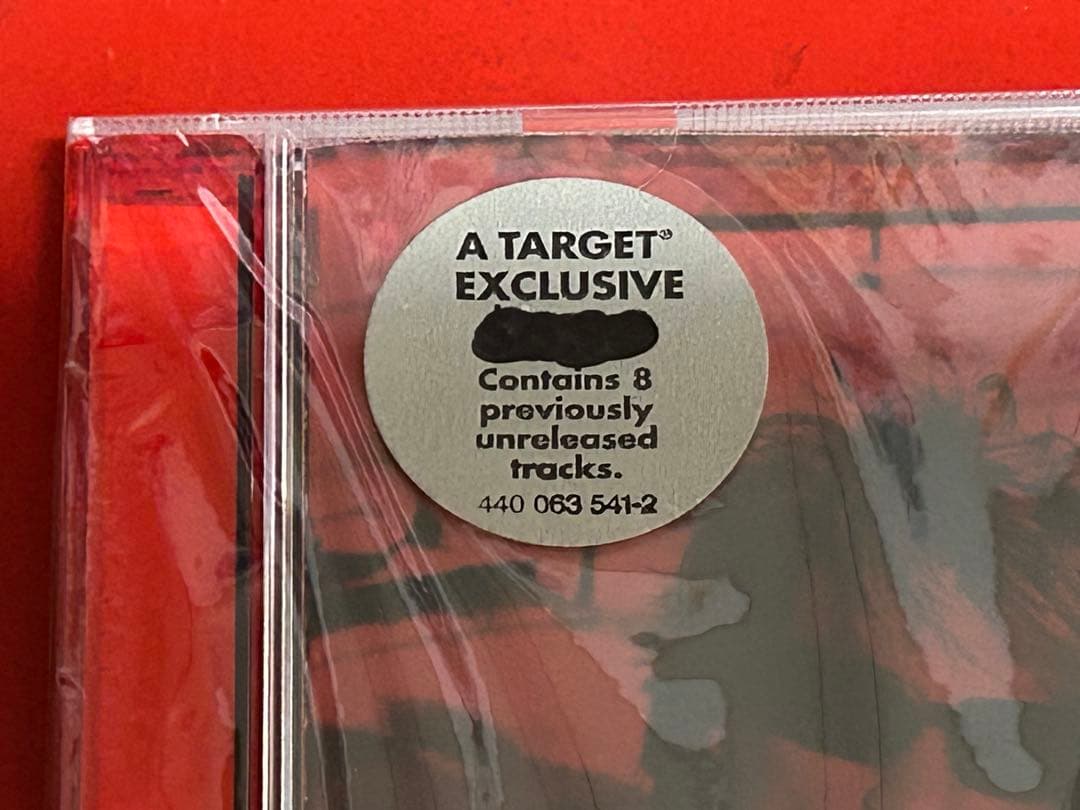 A TARGET®
EXCLUSIVE
Contains 8
previously
unreleased
tracks.
440 063 541-2